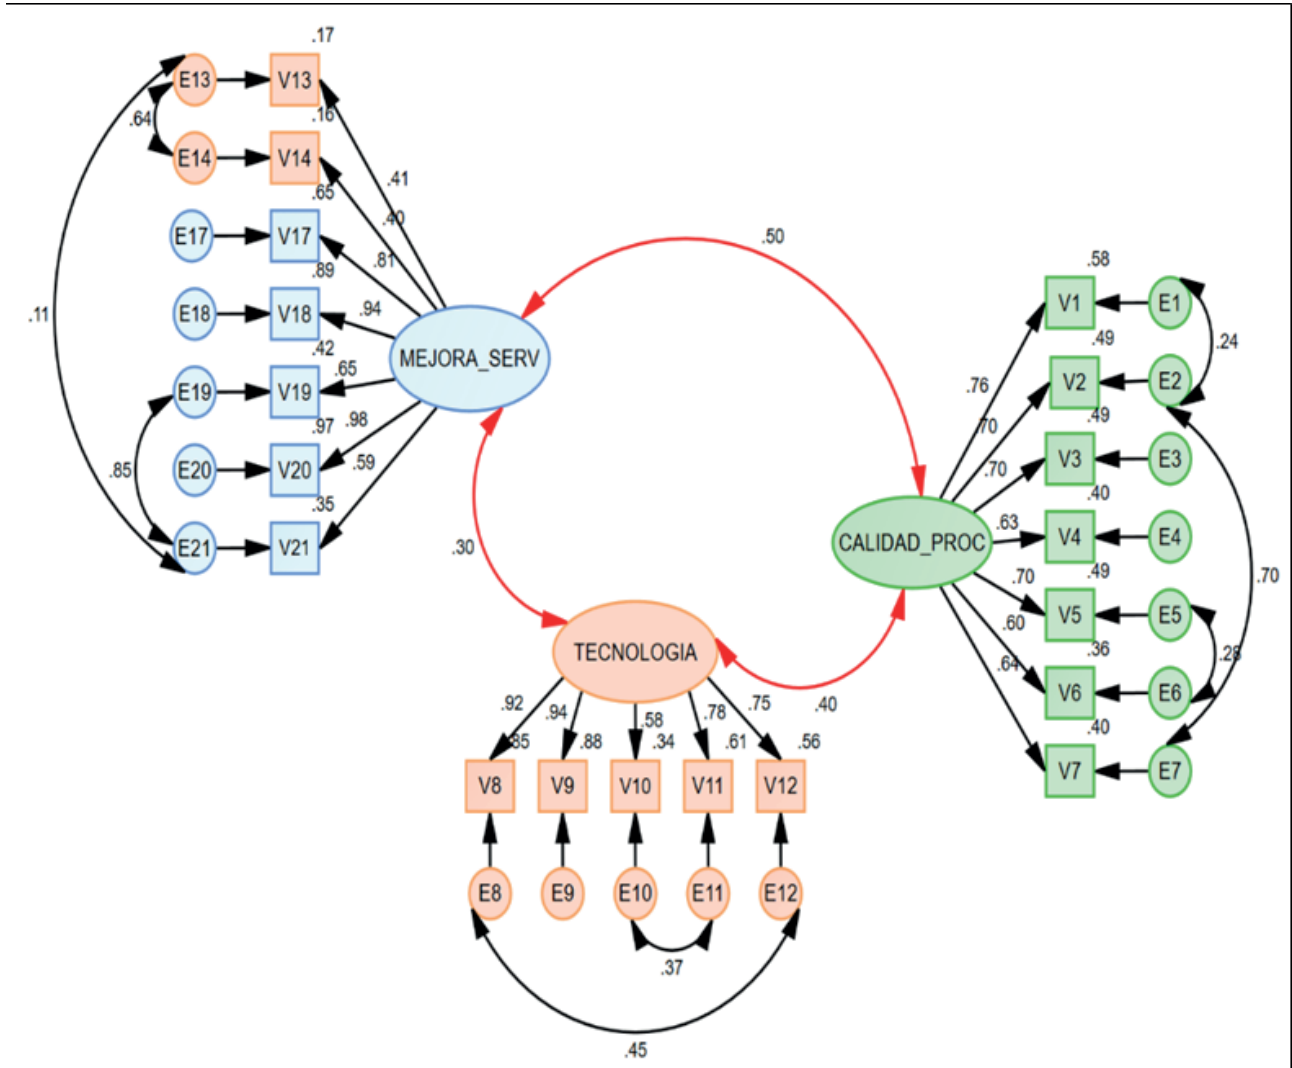 .17
E13
V13
.64
.16
E14
V14
.41
.65
.40
E17
V17
.81
.89
.50
E18
V18
.94
.11
.42
MEJORA_SERV
E19
V19
.65
.97
.98
.85
E20
V20
.59
.35
E21
V21
.30
.58
V1
E1
.24
.49
.76
V2
E2
.49
.70
V3
E3
.70
.40
.63
V4
E4
CALIDAD_PROC
.49
.70
.70
V5
E5
.60
.36
.28
.64
V6
E6
.40
V7
E7
TECNOLOGIA
.40
.92
.94
.58
.78
.75
.85
.88
.34
.61
.56
V8
V9
V10
V11
V12
E8
E9
E10
E11
E12
.37
.45